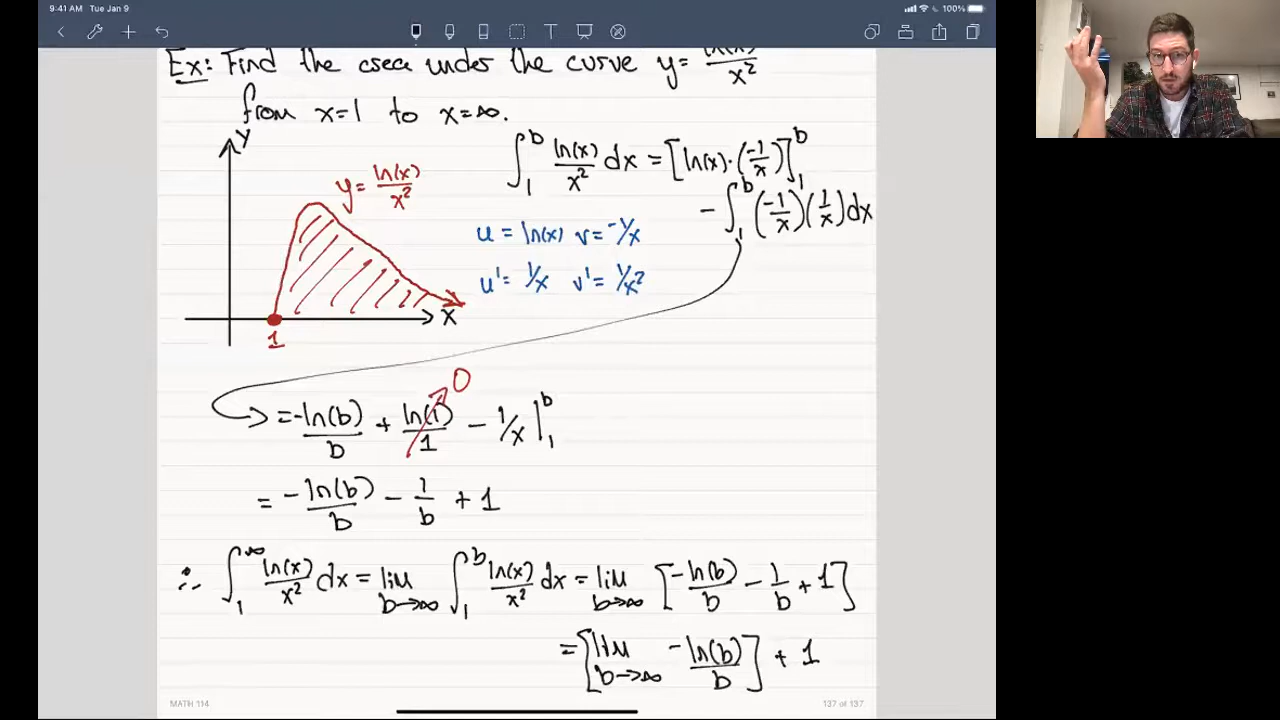 9:41 AM Tue Jan 9
100%
Ex: Find the area under the curve y = ln(x)/x²
from x=1 to x=∞.
y
y = ln(x)/x²
x
1
∫₁ᵇ ln(x)/x² dx = [ln(x)·(-1/x)]₁ᵇ
- ∫₁ᵇ (-1/x)(1/x) dx
u = ln(x) v = -1/x
u' = 1/x v' = 1/x²
= -ln(b)/b + ln(1)/1 - 1/x |₁ᵇ
0
= -ln(b)/b - 1/b + 1
∴ ∫₁^∞ ln(x)/x² dx = lim b→∞ ∫₁ᵇ ln(x)/x² dx = lim b→∞ [-ln(b)/b - 1/b + 1]
= [lim b→∞ -ln(b)/b] + 1
MATH 114
137 of 137